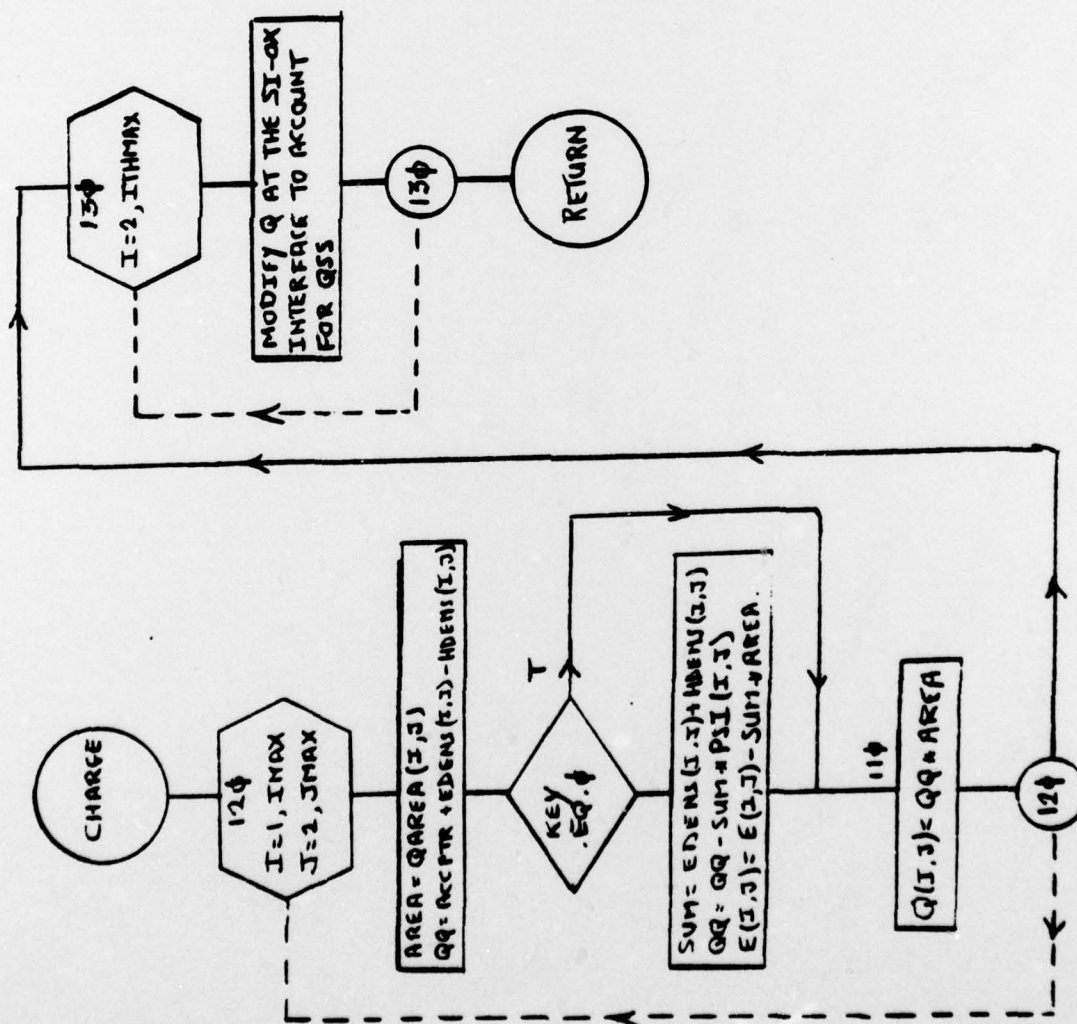 CHARGE
12ϕ
I=1, IMAX
J=2, JMAX
AREA = QAREA(I,J)
QQ = ACCPTR + EDENS(I,J) - HDENS(I,J)
KEY
.EQ.ϕ
T
SUM = EDENS(I,J) + HDENS(I,J)
QQ = QQ - SUM * PSI(I,J)
E(I,J) = E(I,J) - SUM * AREA.
11ϕ
Q(I,J) = QQ * AREA
12ϕ
13ϕ
I=2, ITHMAX
MODIFY Q AT THE SI-OX
INTERFACE TO ACCOUNT
FOR QSS
13ϕ
RETURN